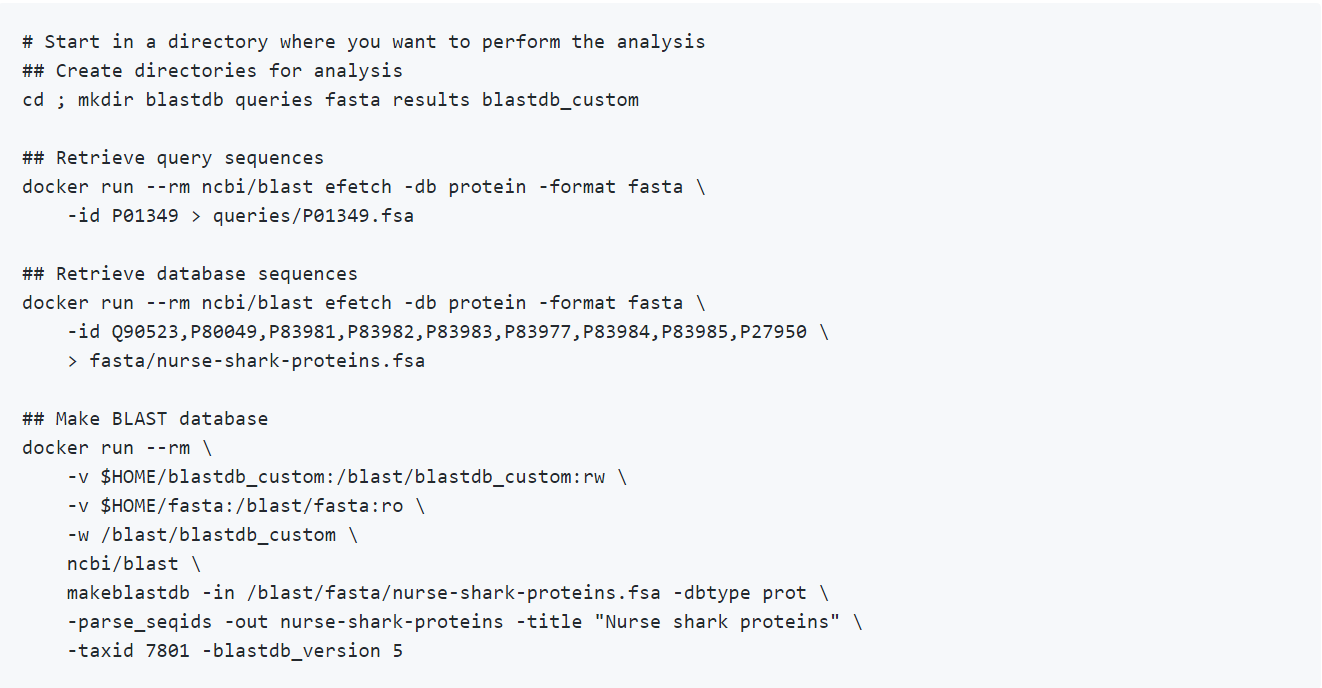 # Start in a directory where you want to perform the analysis
## Create directories for analysis
cd ; mkdir blastdb queries fasta results blastdb_custom
## Retrieve query sequences
docker run --rm ncbi/blast efetch -db protein -format fasta \
    -id P01349 > queries/P01349.fsa
## Retrieve database sequences
docker run --rm ncbi/blast efetch -db protein -format fasta \
    -id Q90523,P80049,P83981,P83982,P83983,P83977,P83984,P83985,P27950 \
    > fasta/nurse-shark-proteins.fsa
## Make BLAST database
docker run --rm \
    -v $HOME/blastdb_custom:/blast/blastdb_custom:rw \
    -v $HOME/fasta:/blast/fasta:ro \
    -w /blast/blastdb_custom \
    ncbi/blast \
    makeblastdb -in /blast/fasta/nurse-shark-proteins.fsa -dbtype prot \
    -parse_seqids -out nurse-shark-proteins -title "Nurse shark proteins" \
    -taxid 7801 -blastdb_version 5